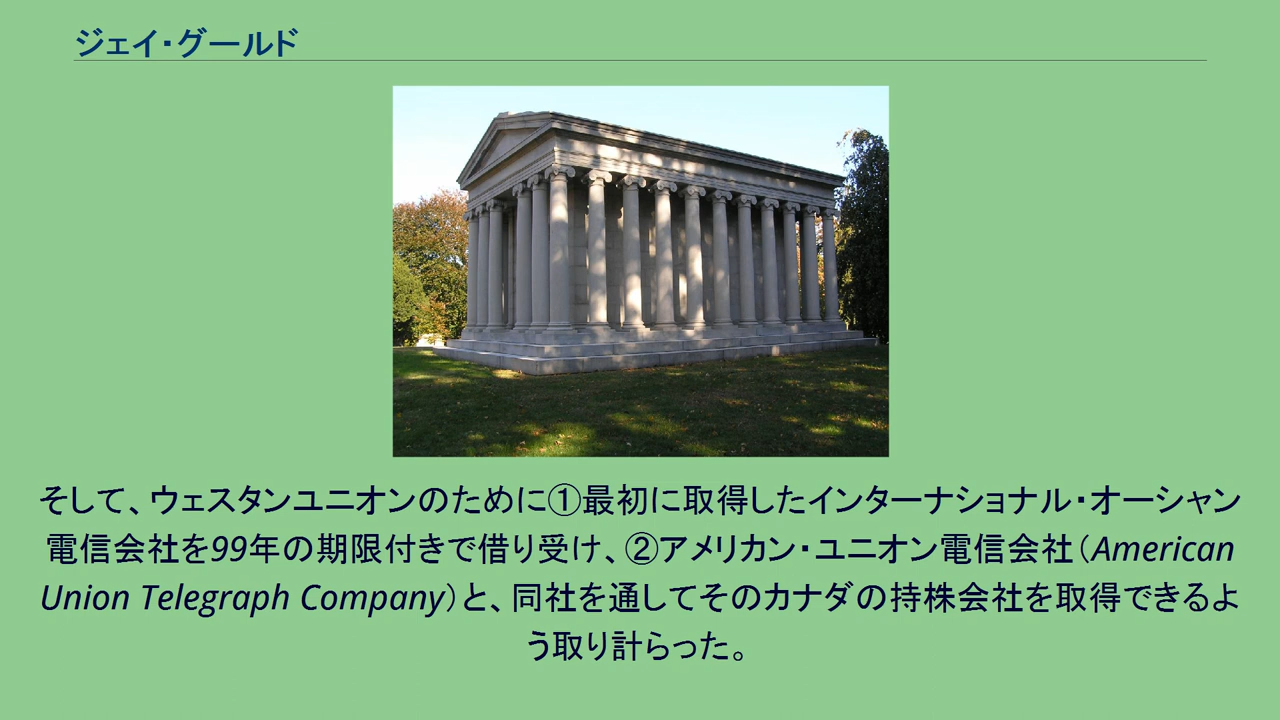 ジェイ・グールド
そして、ウェスタンユニオンのために①最初に取得したインターナショナル・オーシャン
電信会社を99年の期限付きで借り受け、②アメリカン・ユニオン電信会社（American
Union Telegraph Company）と、同社を通してそのカナダの持株会社を取得できるよ
う取り計らった。